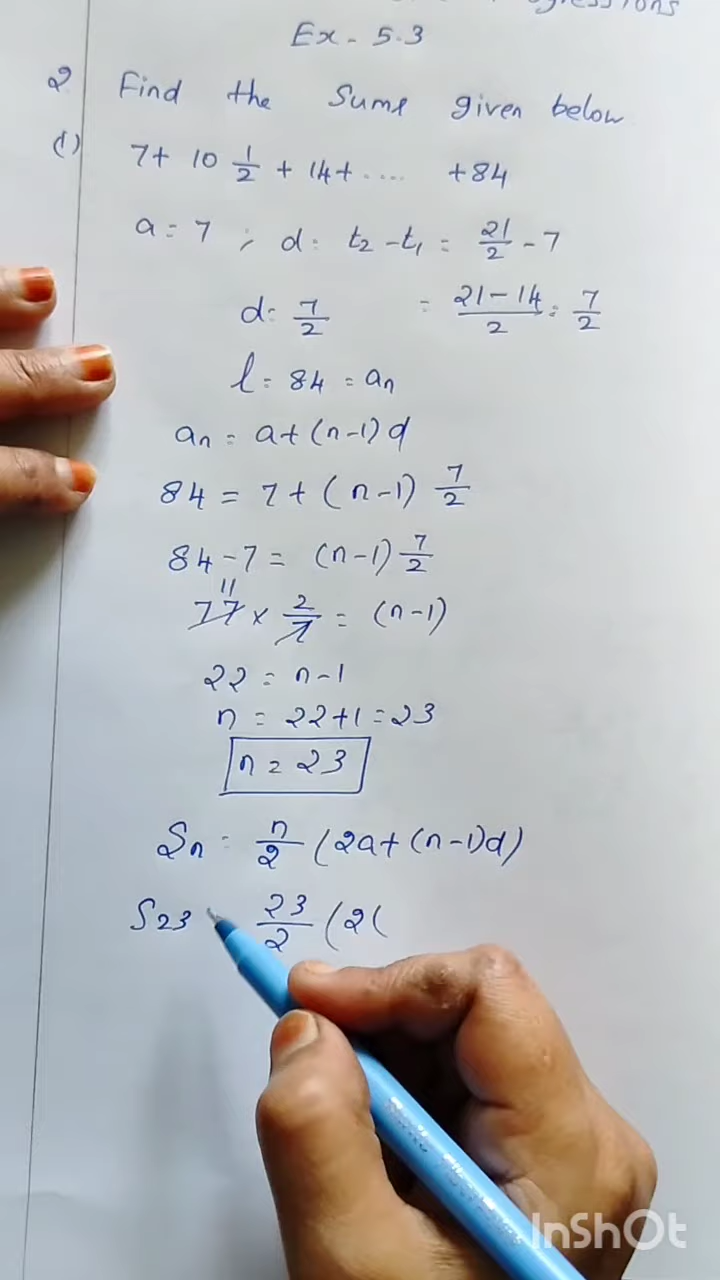 Ex - 5.3
2 Find the Sums given below
(1) 7+ 10 1/2 + 14+ .... +84
a = 7 ; d = t₂ - t₁ = 21/2 - 7
d = 7/2 = (21-14)/2 = 7/2
l = 84 = aₙ
aₙ = a+(n-1)d
84 = 7+(n-1) 7/2
84-7 = (n-1) 7/2
11
77 × 2/7 = (n-1)
22 = n-1
n = 22+1 = 23
n = 23
Sₙ = n/2 (2a+(n-1)d)
S₂₃ 23/2 (2(
InShOt